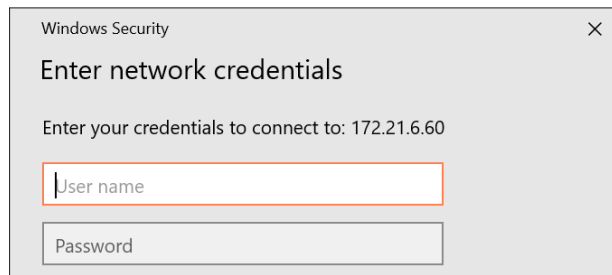 Windows Security
Enter network credentials
Enter your credentials to connect to: 172.21.6.60
User name
Password